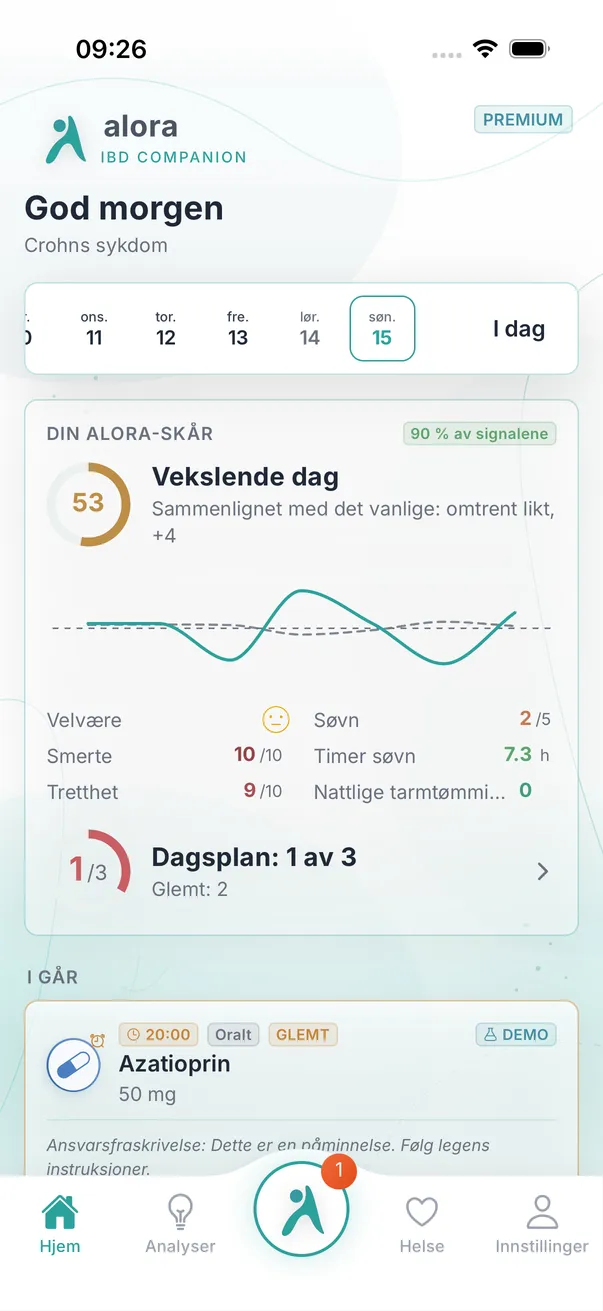 09:26
alora
IBD COMPANION
PREMIUM
God morgen
Crohns sykdom
ons. tor. fre. lør. søn.
11 12 13 14 15
I dag
DIN ALORA-SKÅR
90 % av signalene
53
Vekslende dag
Sammenlignet med det vanlige: omtrent likt,
+4
Velvære
Søvn 2 /5
Smerte 10 /10
Timer søvn 7.3 h
Tretthet 9 /10
Nattlige tarmtømmi... 0
1/3
Dagsplan: 1 av 3
Glemt: 2
I GÅR
20:00 Oralt GLEMT DEMO
Azatioprin
50 mg
Ansvarsfraskrivelse: Dette er en påminnelse. Følg legens
instruksjoner.
1
Hjem Analyser Helse Innstillinger